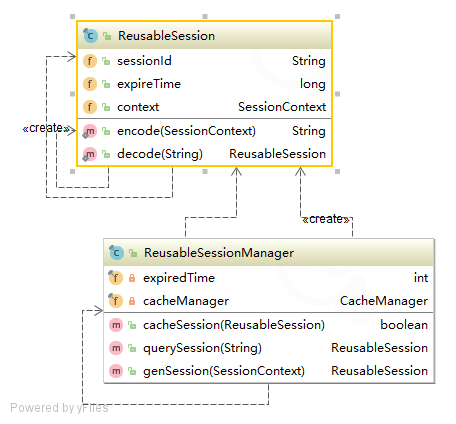 ReusableSession
sessionId String
expireTime long
context SessionContext
«create»
encode(SessionContext) String
decode(String) ReusableSession
«create»
ReusableSessionManager
expiredTime int
cacheManager CacheManager
cacheSession(ReusableSession) boolean
querySession(String) ReusableSession
genSession(SessionContext) ReusableSession
Powered by yFiles